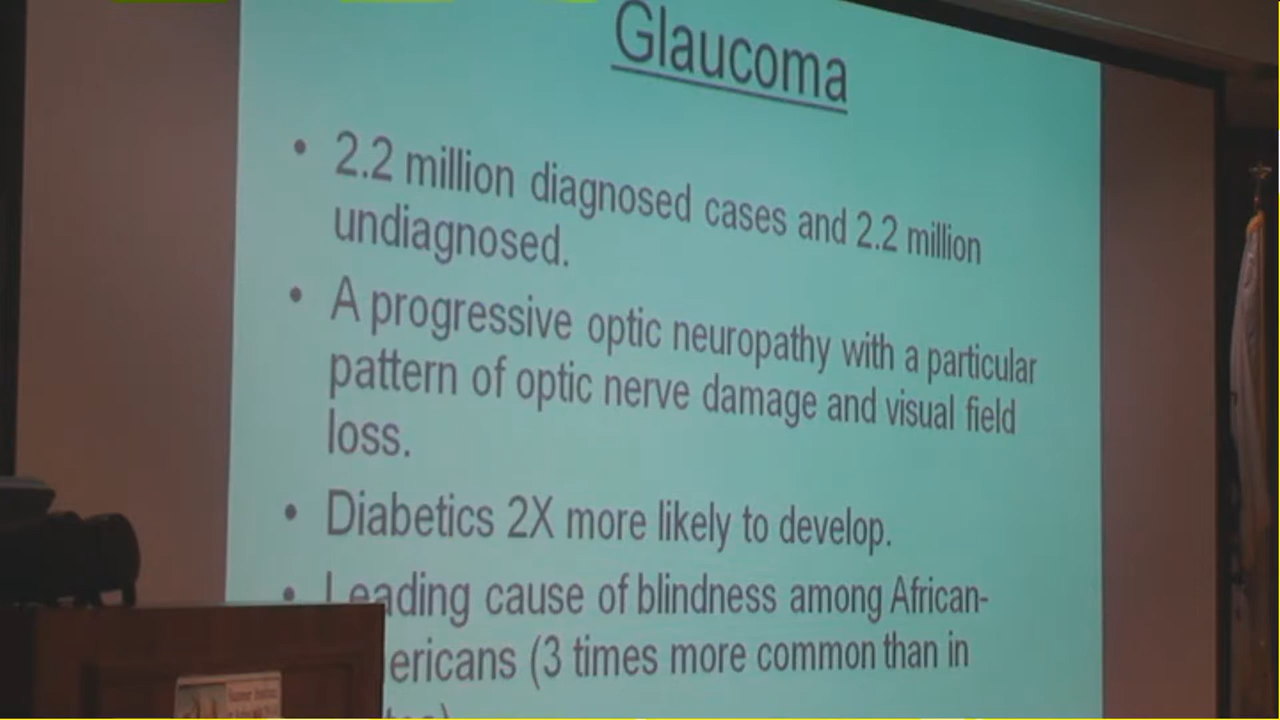 Glaucoma
• 2.2 million diagnosed cases and 2.2 million
undiagnosed.
• A progressive optic neuropathy with a particular
pattern of optic nerve damage and visual field
loss.
• Diabetics 2X more likely to develop.
• Leading cause of blindness among African-
ericans (3 times more common than in